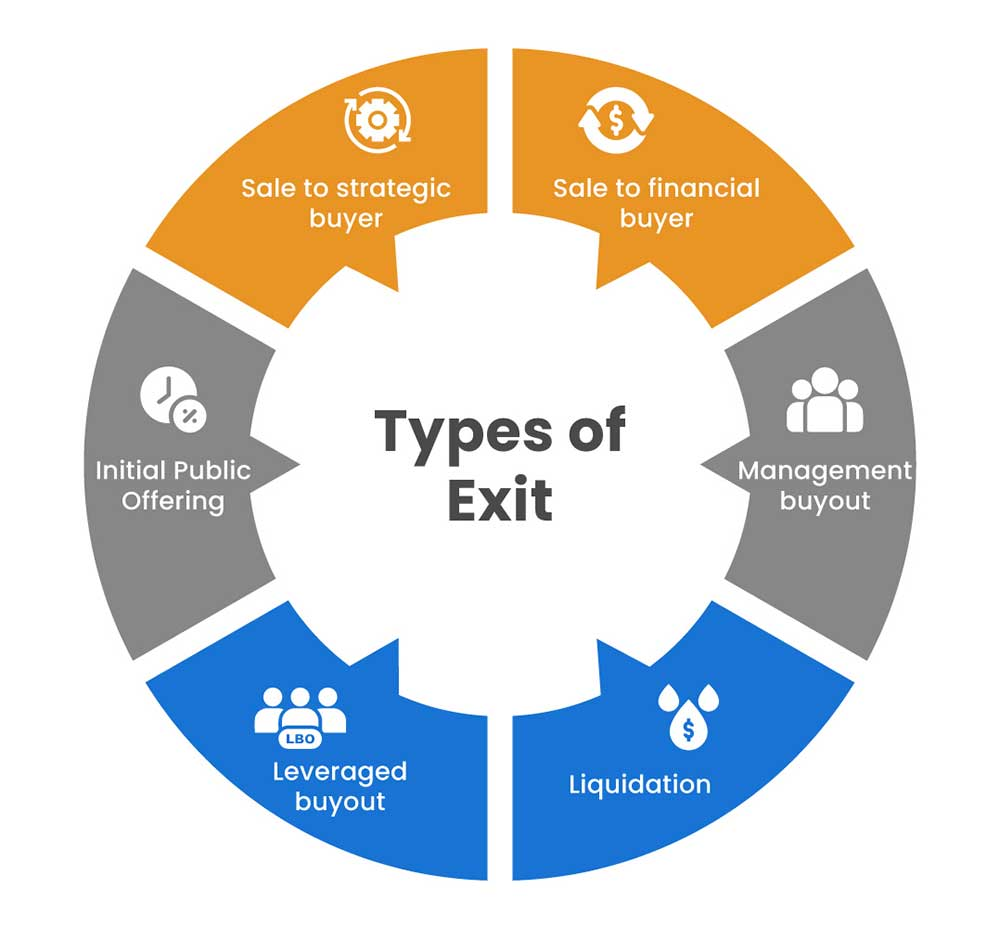 Sale to strategic
buyer
$
Sale to financial
buyer
%
Initial Public
Offering
Types of
Exit
Management
buyout
LBO
Leveraged
buyout
$
Liquidation